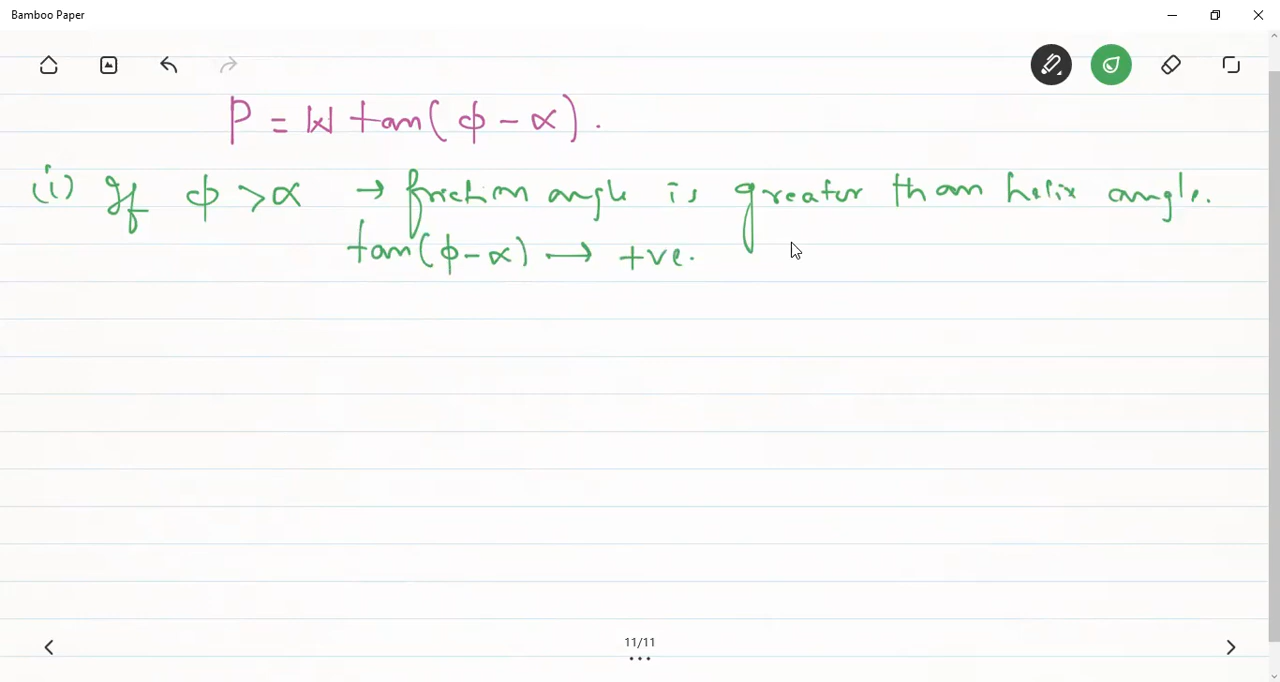 Bamboo Paper
P = W tan(φ - α).
(i) If φ > α → friction angle is greater than helix angle.
tan(φ - α) → +ve.
11/11